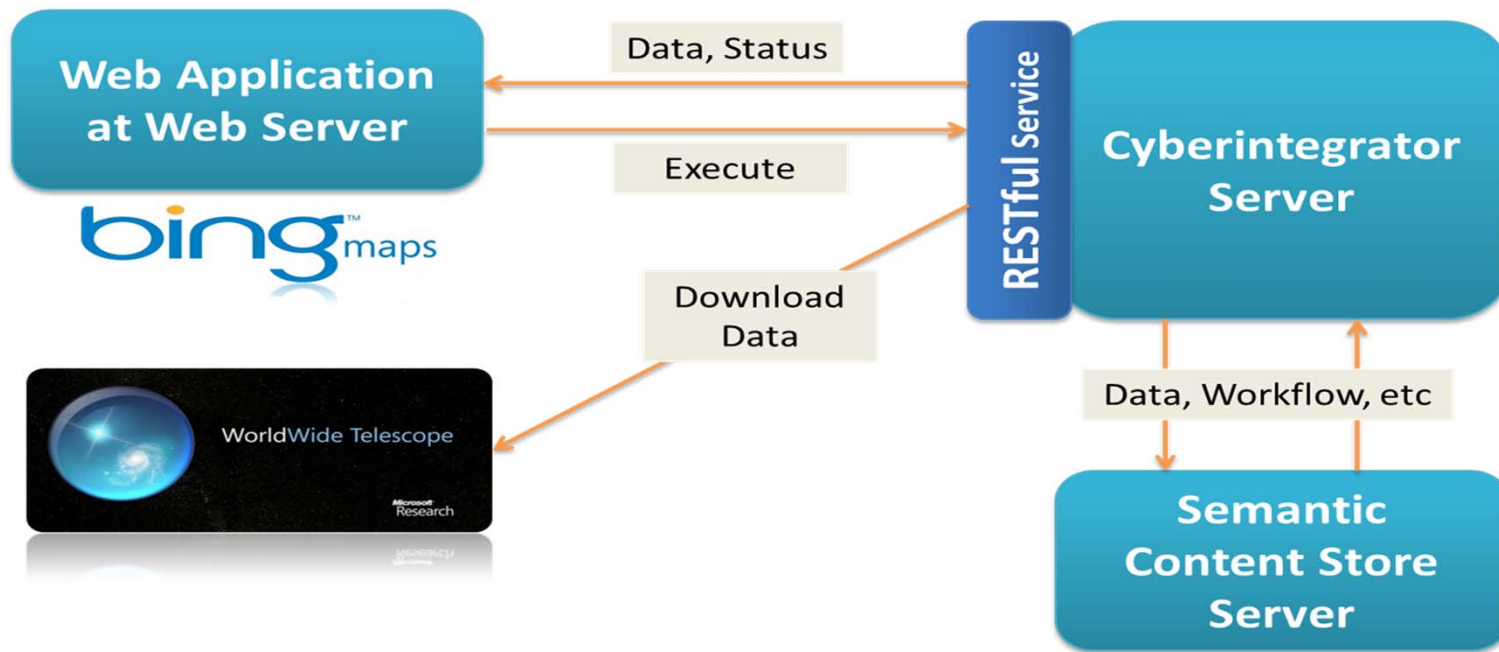 Web Application
at Web Server
bing™ maps
Data, Status
Execute
Download
Data
RESTful Service
Cyberintegrator
Server
Data, Workflow, etc
WorldWide Telescope
Microsoft
Research
Semantic
Content Store
Server